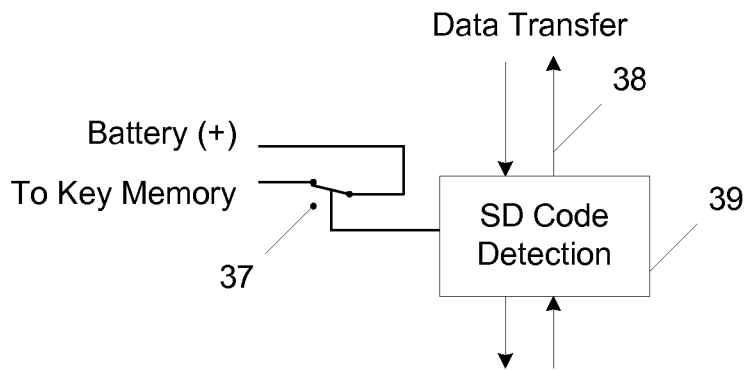 Data Transfer
38
Battery (+)
To Key Memory
SD Code
Detection
39
37